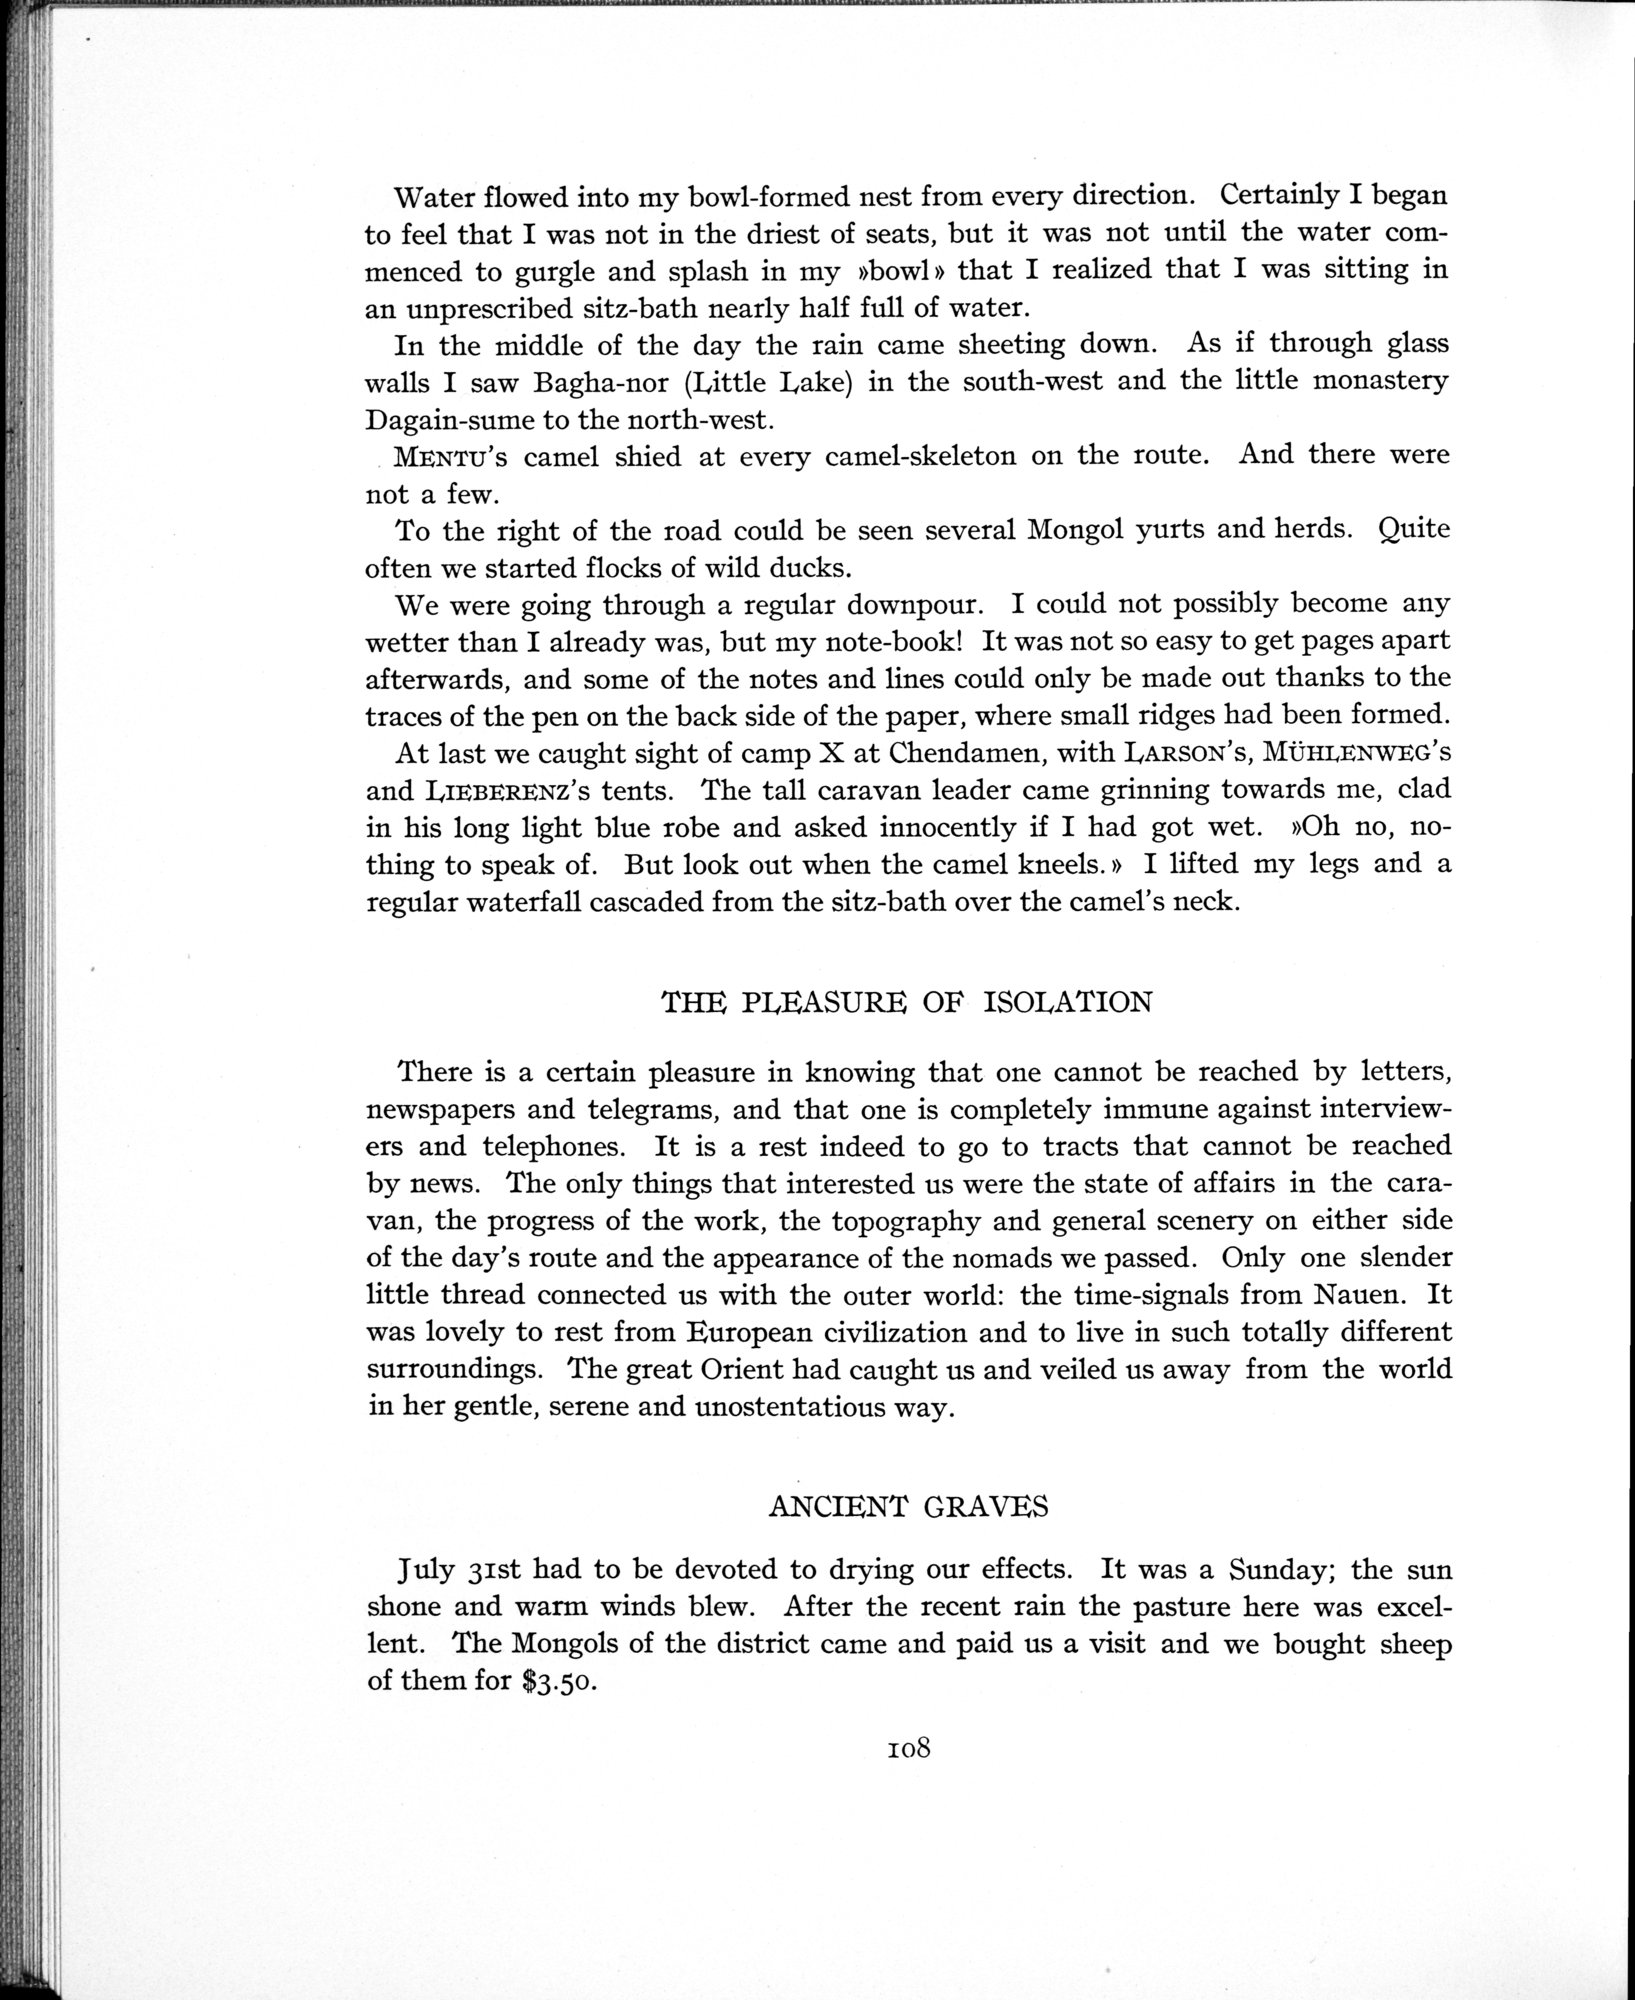 Water flowed into my bowl-formed nest from every direction. Certainly I began
to feel that I was not in the driest of seats, but it was not until the water com-
menced to gurgle and splash in my »bowl» that I realized that I was sitting in
an unprescribed sitz-bath nearly half full of water.
In the middle of the day the rain came sheeting down. As if through glass
walls I saw Bagha-nor (Little Lake) in the south-west and the little monastery
Dagain-sume to the north-west.
MENTU's camel shied at every camel-skeleton on the route. And there were
not a few.
To the right of the road could be seen several Mongol yurts and herds. Quite
often we started flocks of wild ducks.
We were going through a regular downpour. I could not possibly become any
wetter than I already was, but my note-book! It was not so easy to get pages apart
afterwards, and some of the notes and lines could only be made out thanks to the
traces of the pen on the back side of the paper, where small ridges had been formed.
At last we caught sight of camp X at Chendamen, with LARSON's, MÜHLENWEG's
and LIEBERENZ's tents. The tall caravan leader came grinning towards me, clad
in his long light blue robe and asked innocently if I had got wet. »Oh no, no-
thing to speak of. But look out when the camel kneels.» I lifted my legs and a
regular waterfall cascaded from the sitz-bath over the camel's neck.
THE PLEASURE OF ISOLATION
There is a certain pleasure in knowing that one cannot be reached by letters,
newspapers and telegrams, and that one is completely immune against interview-
ers and telephones. It is a rest indeed to go to tracts that cannot be reached
by news. The only things that interested us were the state of affairs in the cara-
van, the progress of the work, the topography and general scenery on either side
of the day's route and the appearance of the nomads we passed. Only one slender
little thread connected us with the outer world: the time-signals from Nauen. It
was lovely to rest from European civilization and to live in such totally different
surroundings. The great Orient had caught us and veiled us away from the world
in her gentle, serene and unostentatious way.
ANCIENT GRAVES
July 31st had to be devoted to drying our effects. It was a Sunday; the sun
shone and warm winds blew. After the recent rain the pasture here was excel-
lent. The Mongols of the district came and paid us a visit and we bought sheep
of them for $3.50.
108